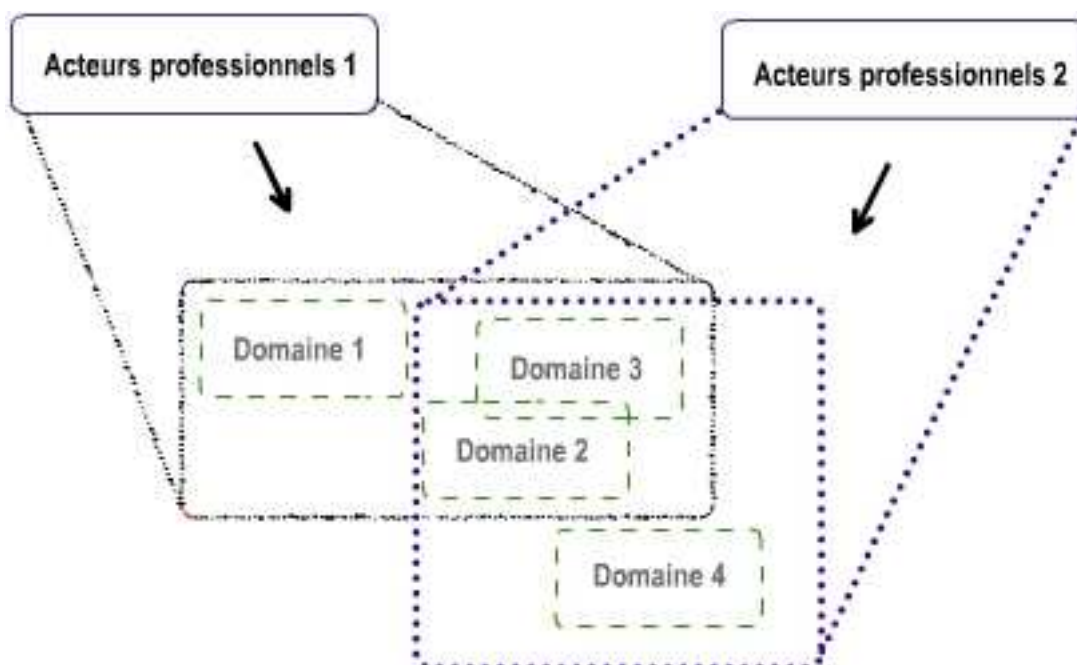 Acteurs professionnels 1
Acteurs professionnels 2
Domaine 1
Domaine 3
Domaine 2
Domaine 4